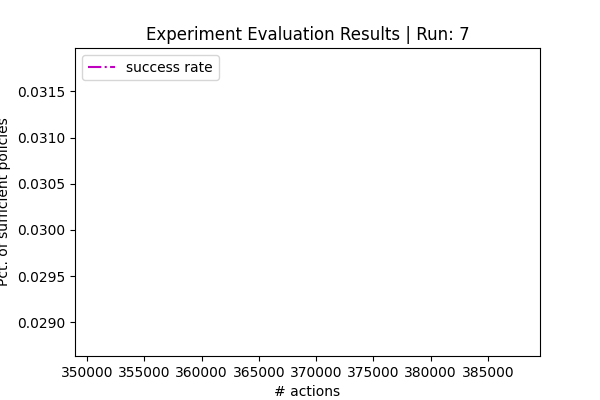 Experiment Evaluation Results | Run: 7
success rate
0.0315
0.0310
0.0305
0.0300
0.0295
0.0290
Pct. of sufficient policies
350000 355000 360000 365000 370000 375000 380000 385000
# actions